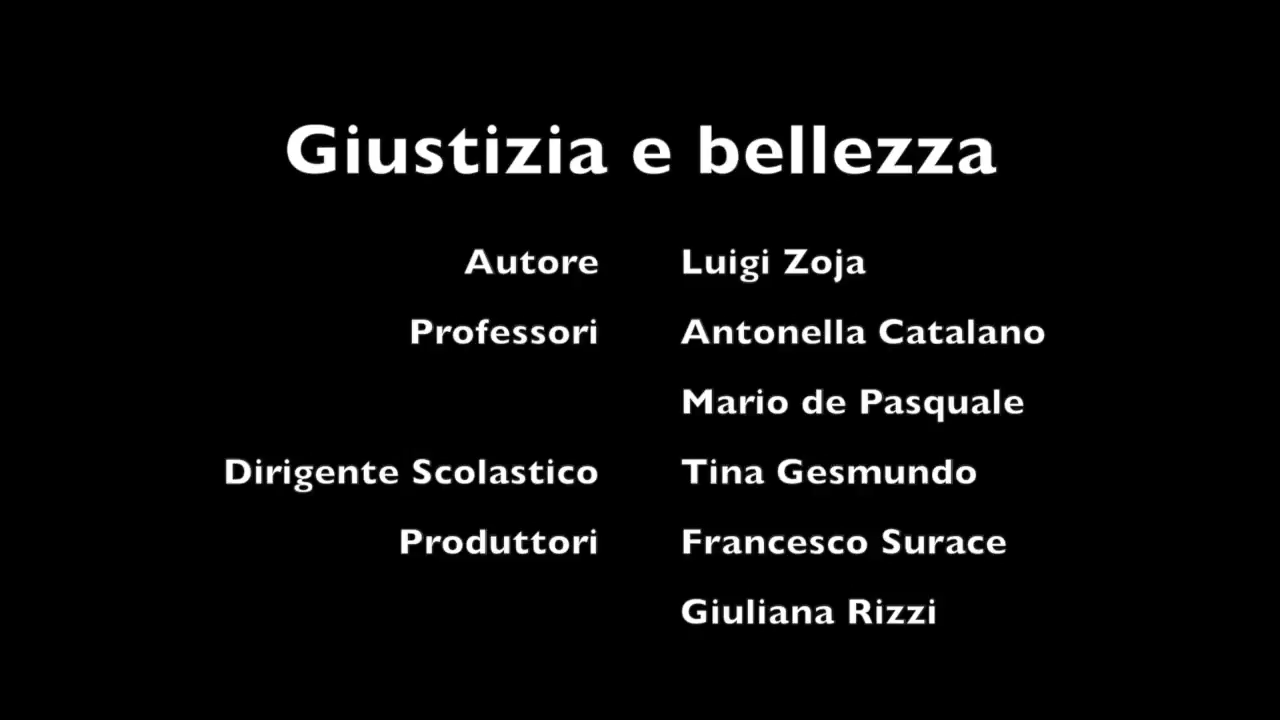 Giustizia e bellezza
Autore Luigi Zoja
Professori Antonella Catalano
Mario de Pasquale
Dirigente Scolastico Tina Gesmundo
Produttori Francesco Surace
Giuliana Rizzi